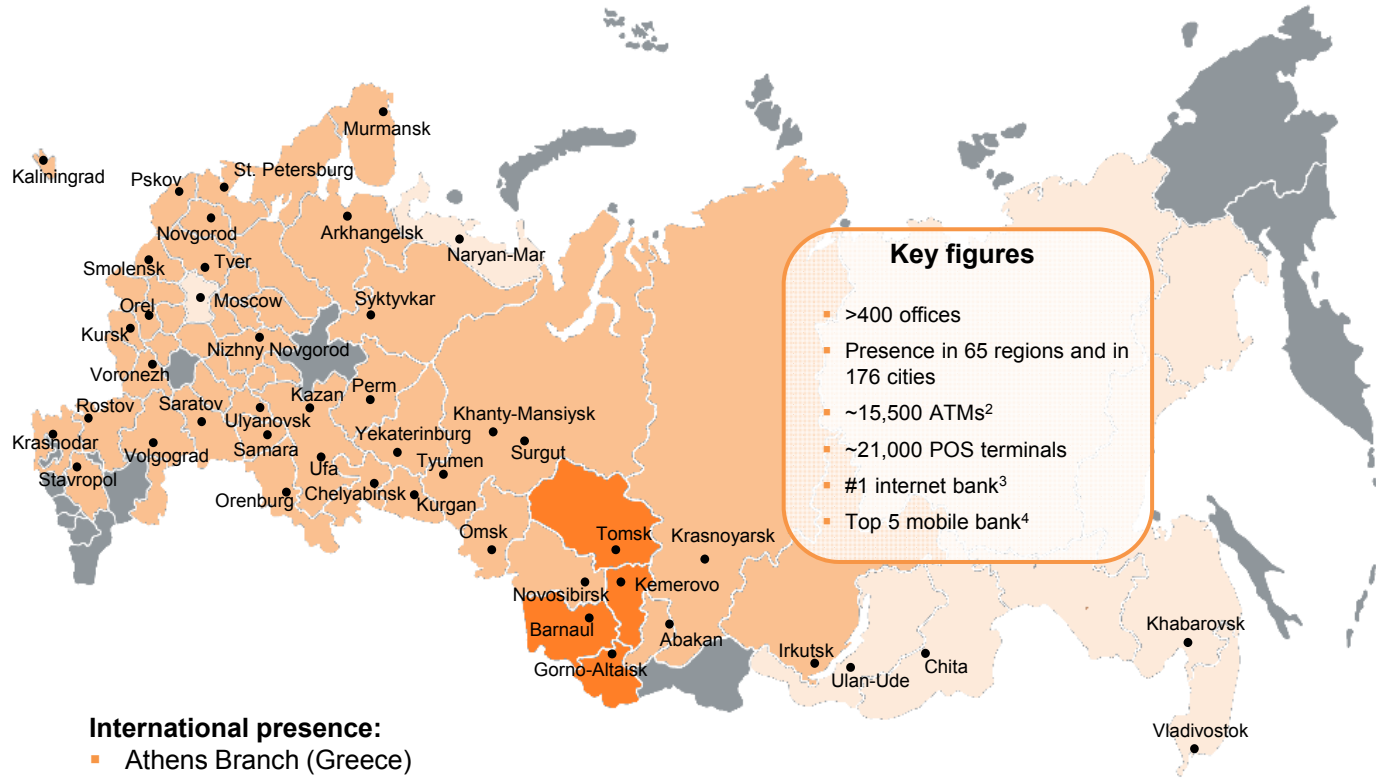 Murmansk
Kaliningrad
Pskov
St. Petersburg
Novgorod
Arkhangelsk
Naryan-Mar
Smolensk
Tver
Moscow
Syktyvkar
Orel
Kursk
Nizhny Novgorod
Voronezh
Perm
Kazan
Rostov
Saratov
Ulyanovsk
Khanty-Mansiysk
Krashodar
Volgograd
Samara
Yekaterinburg
Surgut
Stavropol
Ufa
Tyumen
Orenburg
Chelyabinsk
Kurgan
Omsk
Tomsk
Krasnoyarsk
Novosibirsk
Kemerovo
Barnaul
Abakan
Gorno-Altaisk
Irkutsk
Ulan-Ude
Chita
Khabarovsk
Vladivostok
Key figures
▪ >400 offices
▪ Presence in 65 regions and in
176 cities
▪ ~15,500 ATMs²
▪ ~21,000 POS terminals
▪ #1 internet bank³
▪ Top 5 mobile bank⁴
International presence:
▪ Athens Branch (Greece)